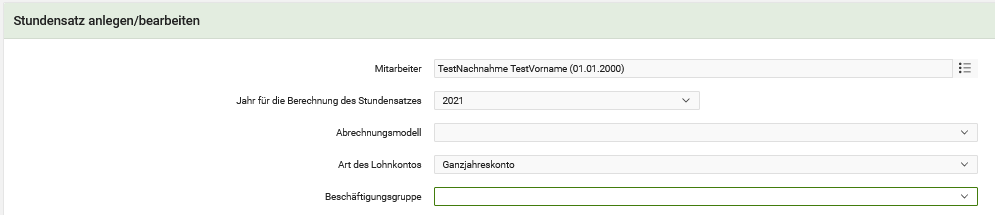 Stundensatz anlegen/bearbeiten
Mitarbeiter TestNachnahme TestVorname (01.01.2000)
Jahr für die Berechnung des Stundensatzes 2021
Abrechnungsmodell
Art des Lohnkontos Ganzjahreskonto
Beschäftigungsgruppe